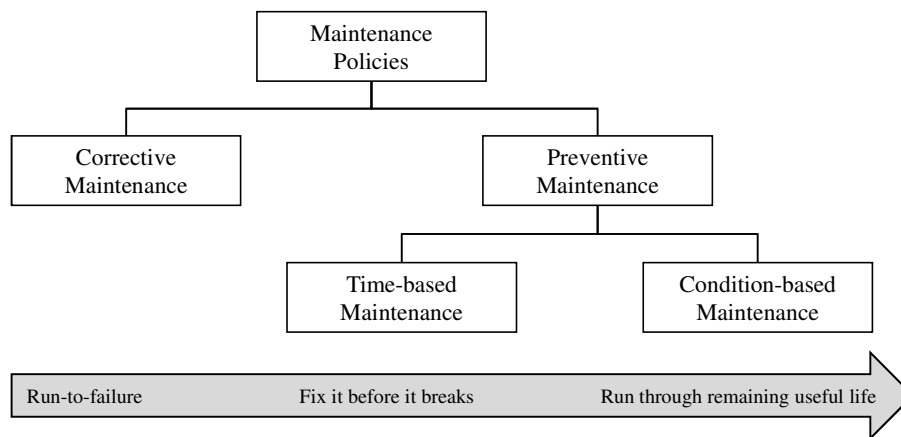 Maintenance
Policies
Corrective
Maintenance
Preventive
Maintenance
Time-based
Maintenance
Condition-based
Maintenance
Run-to-failure
Fix it before it breaks
Run through remaining useful life